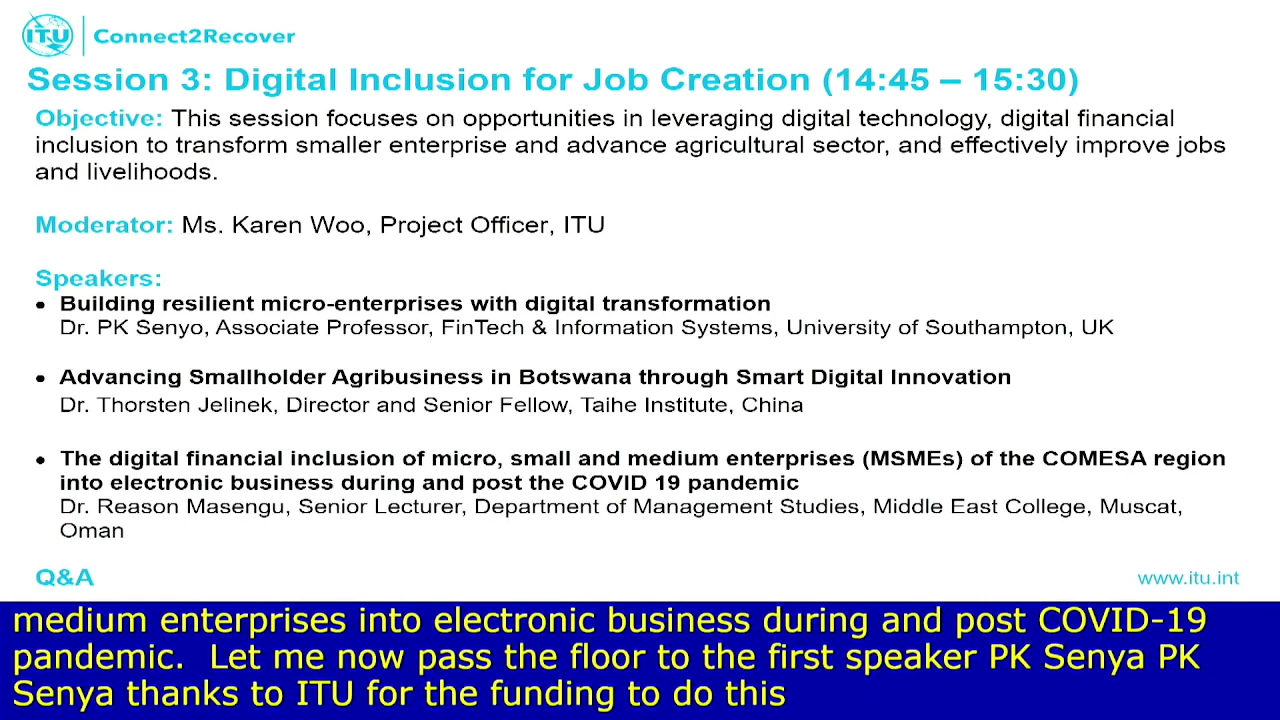 ITU Connect2Recover
Session 3: Digital Inclusion for Job Creation (14:45 – 15:30)
Objective: This session focuses on opportunities in leveraging digital technology, digital financial
inclusion to transform smaller enterprise and advance agricultural sector, and effectively improve jobs
and livelihoods.
Moderator: Ms. Karen Woo, Project Officer, ITU
Speakers:
• Building resilient micro-enterprises with digital transformation
Dr. PK Senyo, Associate Professor, FinTech & Information Systems, University of Southampton, UK
• Advancing Smallholder Agribusiness in Botswana through Smart Digital Innovation
Dr. Thorsten Jelinek, Director and Senior Fellow, Taihe Institute, China
• The digital financial inclusion of micro, small and medium enterprises (MSMEs) of the COMESA region
into electronic business during and post the COVID 19 pandemic
Dr. Reason Masengu, Senior Lecturer, Department of Management Studies, Middle East College, Muscat,
Oman
Q&A
www.itu.int
medium enterprises into electronic business during and post COVID-19
pandemic.  Let me now pass the floor to the first speaker PK Senya PK
Senya thanks to ITU for the funding to do this